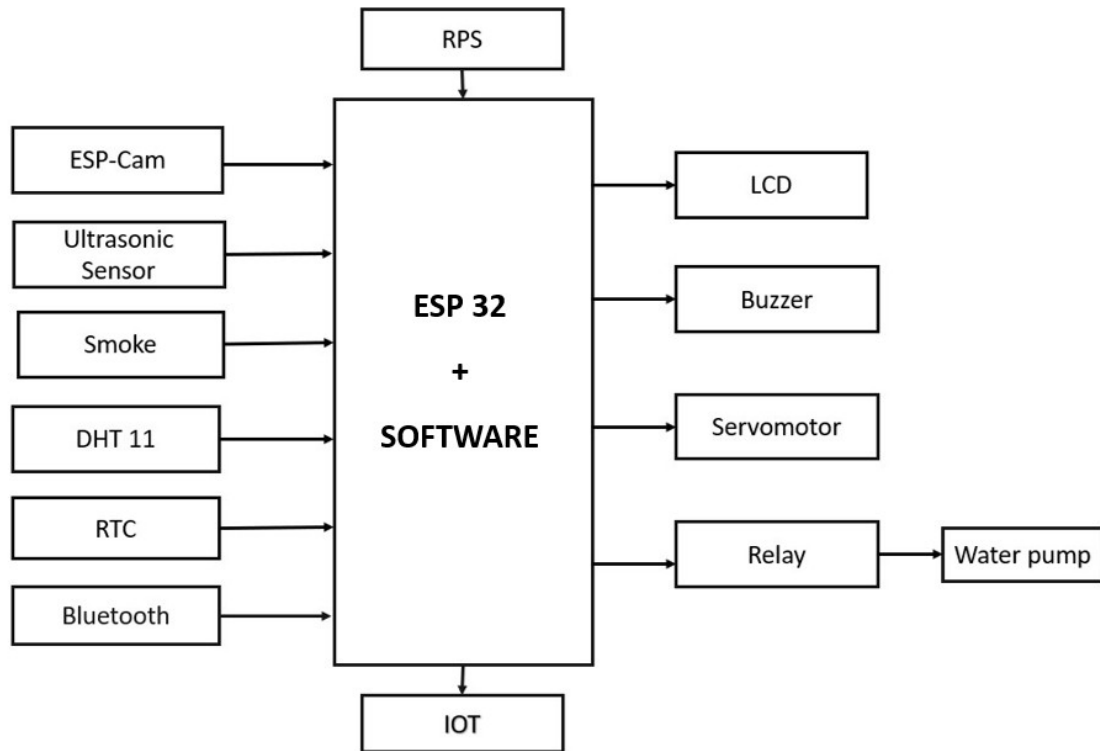 RPS
ESP-Cam
Ultrasonic
Sensor
Smoke
DHT 11
RTC
Bluetooth
ESP 32
+
SOFTWARE
LCD
Buzzer
Servomotor
Relay
Water pump
IOT